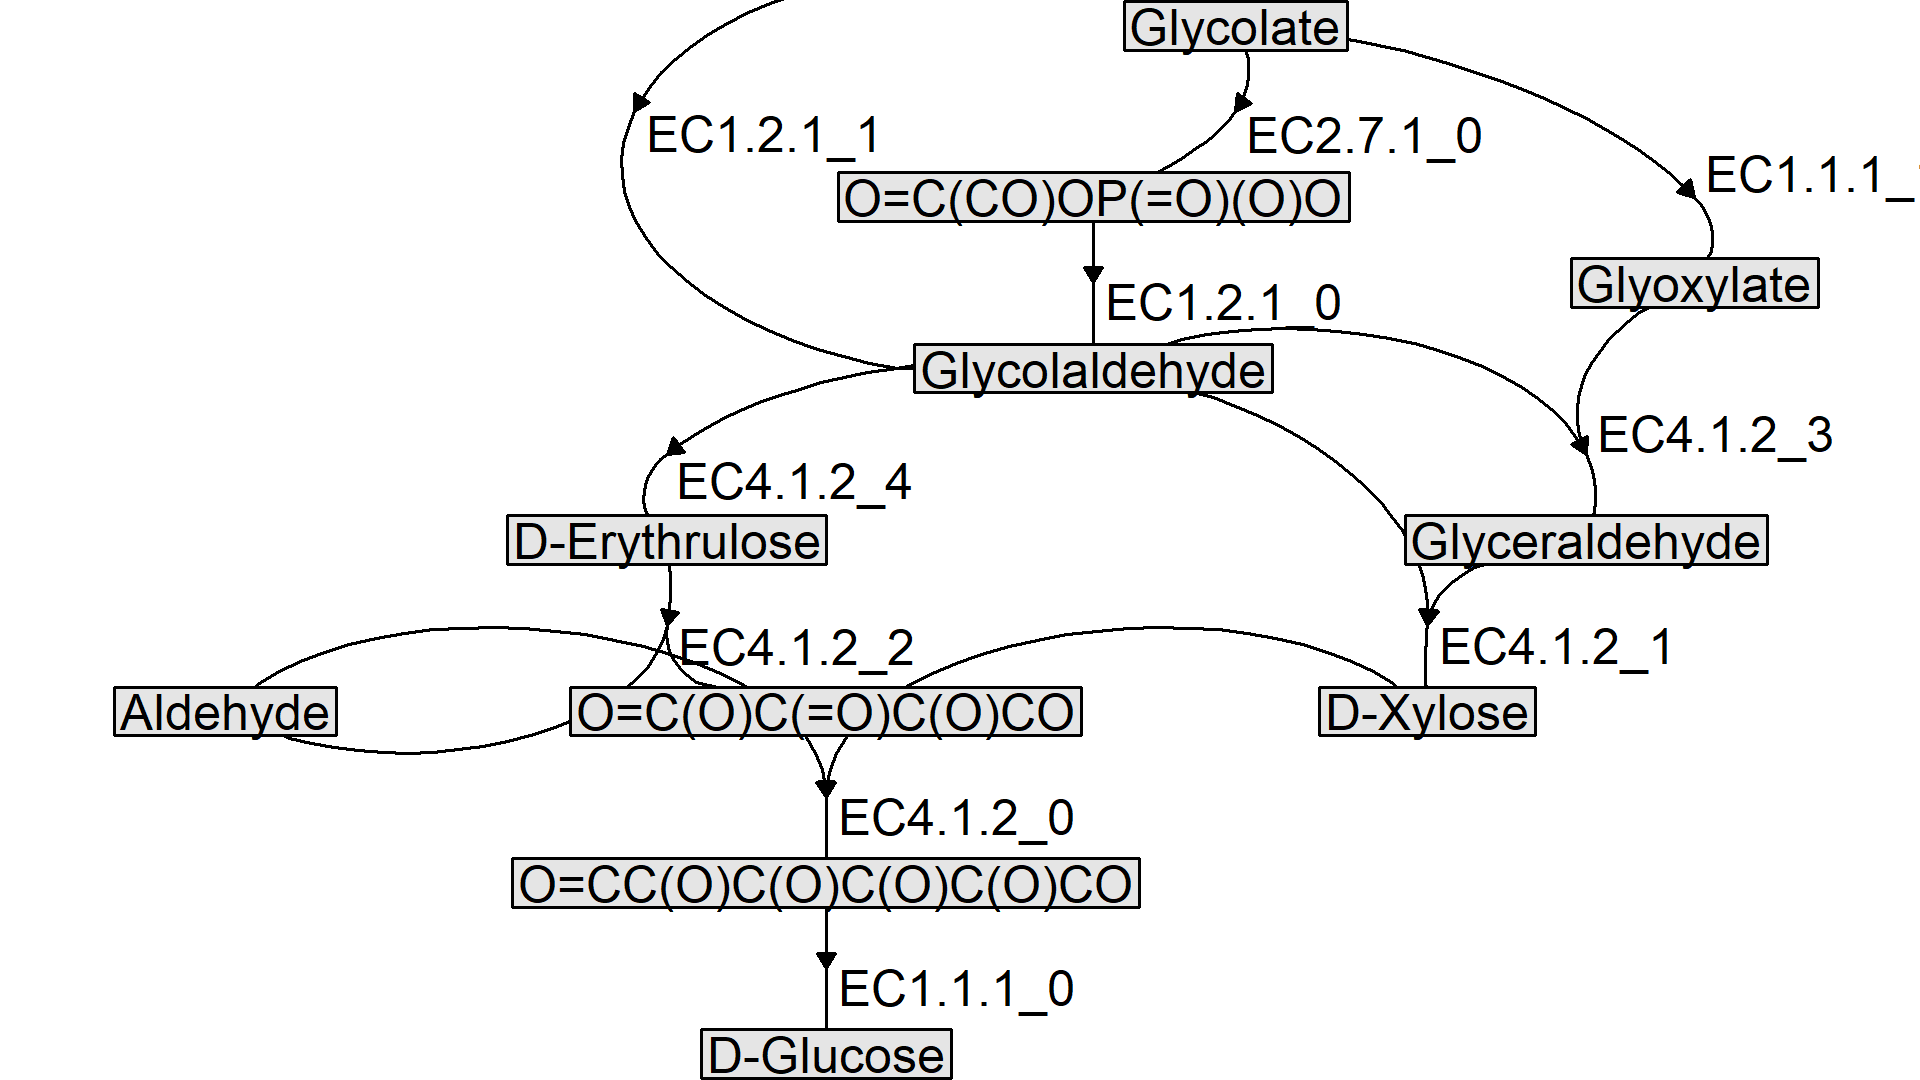 Glycolate
EC1.2.1_1
EC2.7.1_0
EC1.1.1_
O=C(CO)OP(=O)(O)O
Glyoxylate
EC1.2.1_0
Glycolaldehyde
EC4.1.2_3
EC4.1.2_4
D-Erythrulose
Glyceraldehyde
EC4.1.2_2
EC4.1.2_1
Aldehyde
O=C(O)C(=O)C(O)CO
D-Xylose
EC4.1.2_0
O=CC(O)C(O)C(O)C(O)CO
EC1.1.1_0
D-Glucose